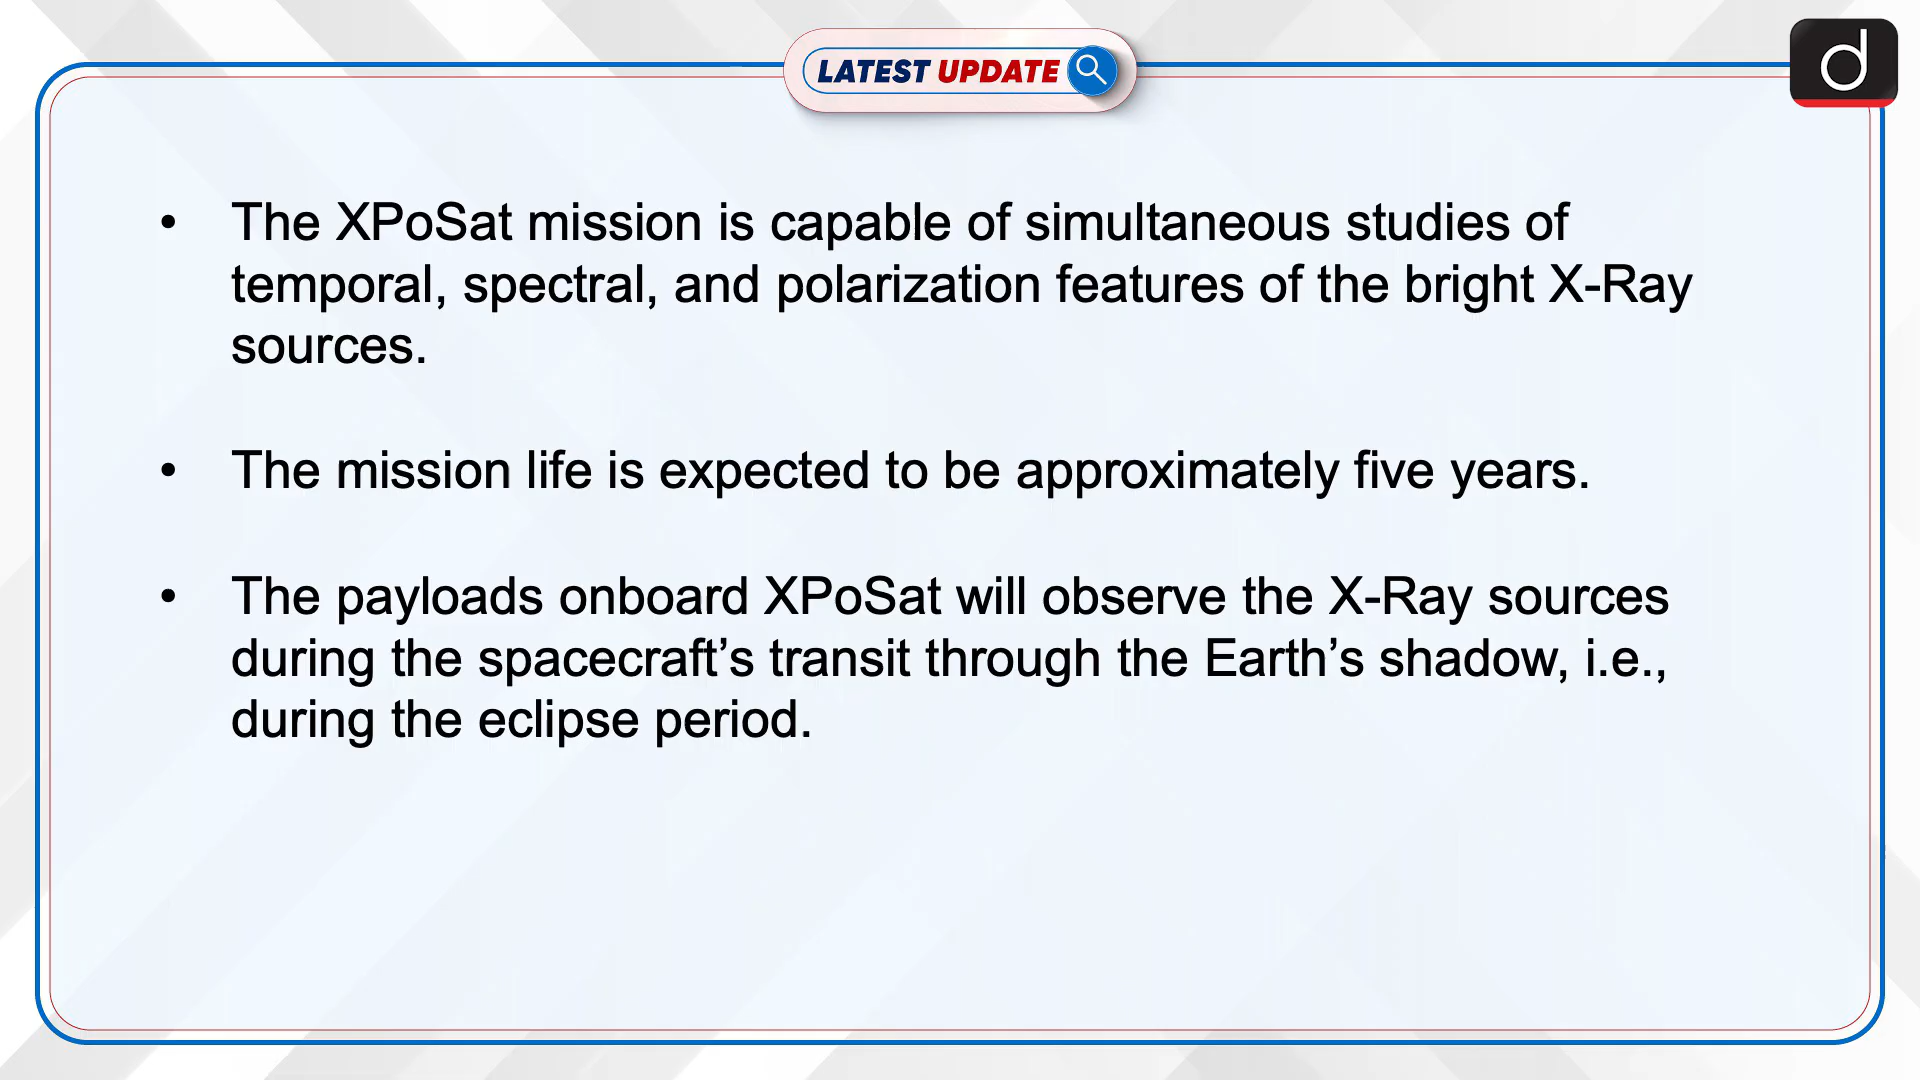 LATEST UPDATE
d
• The XPoSat mission is capable of simultaneous studies of
temporal, spectral, and polarization features of the bright X-Ray
sources.
• The mission life is expected to be approximately five years.
• The payloads onboard XPoSat will observe the X-Ray sources
during the spacecraft’s transit through the Earth’s shadow, i.e.,
during the eclipse period.